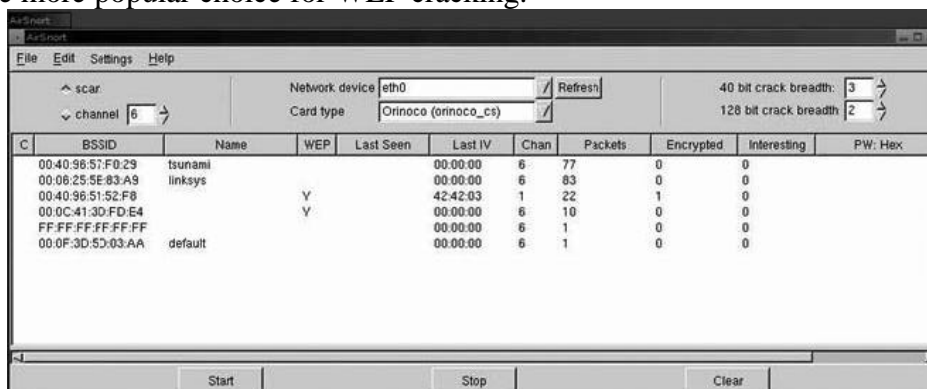 e more popular choice for WEP cracking.
AirSnort
AirSnort
File Edit Settings Help
scan Network device eth0 Refresh 40 bit crack breadth: 3
channel 6 Card type Orinoco (orinoco_cs) 128 bit crack breadth 2
C BSSID Name WEP Last Seen Last IV Chan Packets Encrypted Interesting PW: Hex
00:40:96:57:F0:29 tsunami 00:00:00 6 77 0 0
00:06:25:5E:83:A9 linksys 00:00:00 6 83 0 0
00:40:96:51:52:F8 Y 42:42:03 1 22 1 0
00:0C:41:3D:FD:E4 Y 00:00:00 6 10 0 0
FF:FF:FF:FF:FF:FF 00:00:00 6 1 0 0
00:0F:3D:5D:03:AA default 00:00:00 6 1 0 0
Start Stop Clear